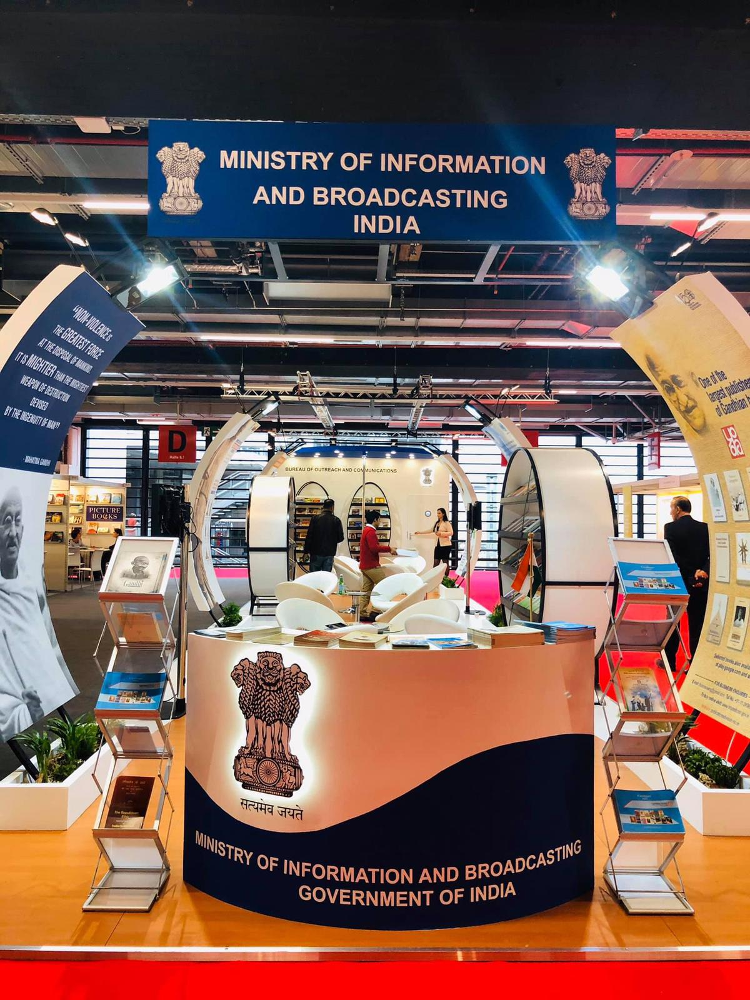 MINISTRY OF INFORMATION
AND BROADCASTING
INDIA
"NON-VIOLENCE IS
THE GREATEST FORCE
AT THE DISPOSAL OF MANKIND.
IT IS MIGHTIER THAN THE MIGHTIEST
WEAPON OF DESTRUCTION
DEVISED
BY THE INGENUITY OF MAN"
- MAHATMA GANDHI
One of the
largest publishers
of Gandhian
D
Halle 6.1
BUREAU OF OUTREACH AND COMMUNICATIONS
PICTURE
BOOKS
Gandhi
सत्यमेव जयते
MINISTRY OF INFORMATION AND BROADCASTING
GOVERNMENT OF INDIA